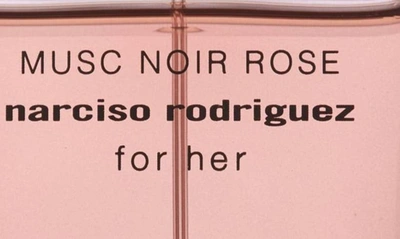 MUSC NOIR ROSE
narciso rodriguez
for her